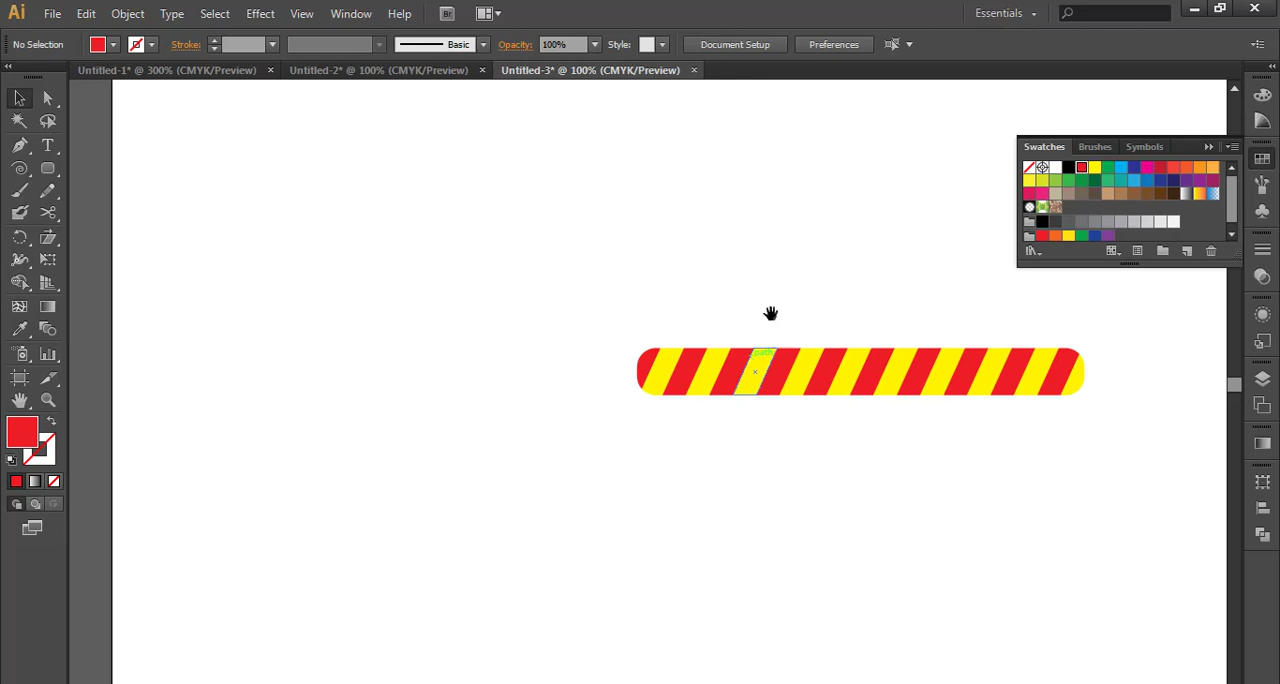 Ai File Edit Object Type Select Effect View Window Help Br Essentials
No Selection Stroke: Basic Opacity: 100% Style: Document Setup Preferences
Untitled-1* @ 300% (CMYK/Preview) × Untitled-2* @ 100% (CMYK/Preview) × Untitled-3* @ 100% (CMYK/Preview) ×
Swatches Brushes Symbols
T
path